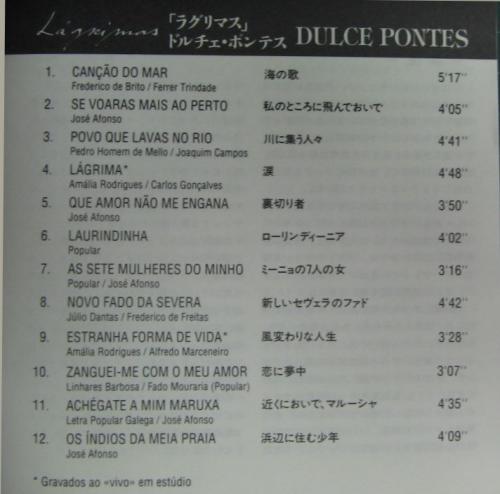 Lágrimas 「ラグリマス」
ドルチェ・ポンテス DULCE PONTES
1. CANÇÃO DO MAR 海の歌 5'17"
Frederico de Brito / Ferrer Trindade
2. SE VOARAS MAIS AO PERTO 私のところに飛んでおいで 4'05"
José Afonso
3. POVO QUE LAVAS NO RIO 川に集う人々 4'41"
Pedro Homem de Mello / Joaquim Campos
4. LÁGRIMA* 涙 4'48"
Amália Rodrigues / Carlos Gonçalves
5. QUE AMOR NÃO ME ENGANA 裏切り者 3'50"
José Afonso
6. LAURINDINHA ローリンディーニア 4'02"
Popular
7. AS SETE MULHERES DO MINHO ミーニョの7人の女 3'16"
Popular / José Afonso
8. NOVO FADO DA SEVERA 新しいセヴェラのファド 4'42"
Júlio Dantas / Frederico de Freitas
9. ESTRANHA FORMA DE VIDA* 風変わりな人生 3'28"
Amália Rodrigues / Alfredo Marceneiro
10. ZANGUEI-ME COM O MEU AMOR 恋に夢中 3'07"
Linhares Barbosa / Fado Mouraria (Popular)
11. ACHÉGATE A MIM MARUXA 近くにおいで、マルーシャ 4'35"
Letra Popular Galega / José Afonso
12. OS ÍNDIOS DA MEIA PRAIA 浜辺に住む少年 4'09"
José Afonso
* Gravados ao «vivo» em estúdio